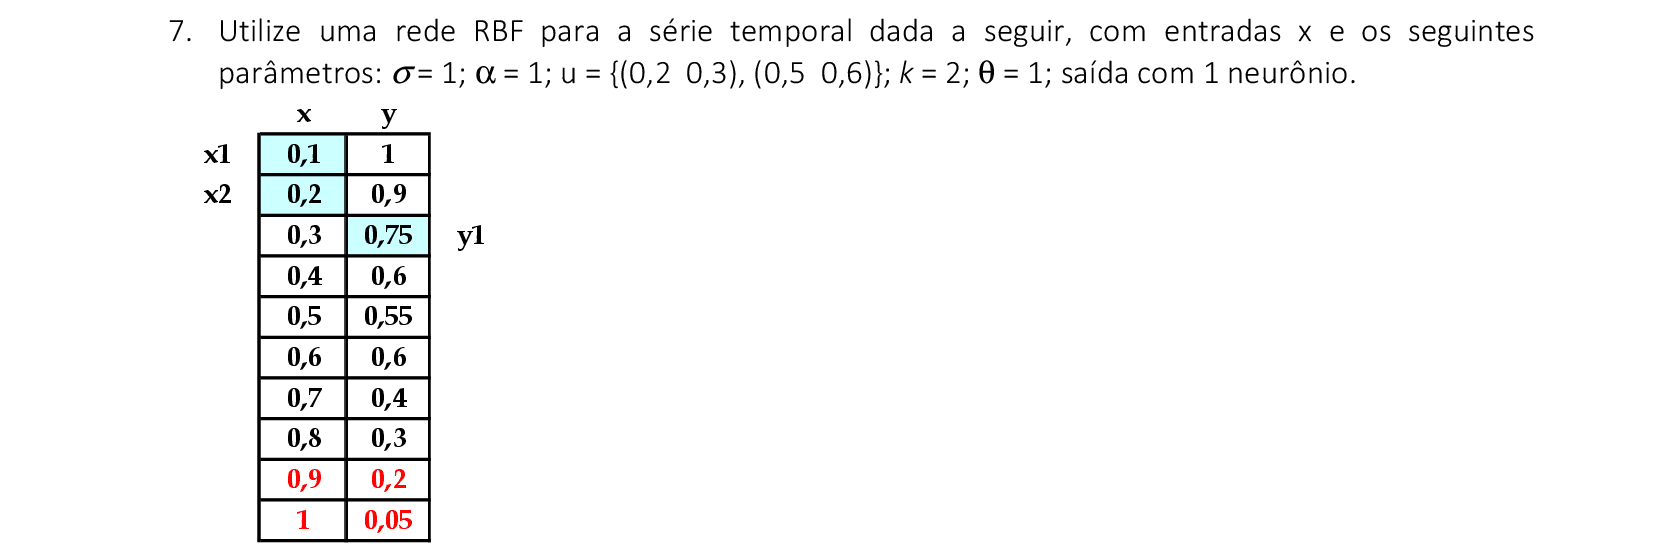 7. Utilize uma rede RBF para a série temporal dada a seguir, com entradas x e os seguintes
parâmetros: σ = 1; α = 1; u = {(0,2 0,3), (0,5 0,6)}; k = 2; θ = 1; saída com 1 neurônio.
x y
x1 0,1 1
x2 0,2 0,9
0,3 0,75 y1
0,4 0,6
0,5 0,55
0,6 0,6
0,7 0,4
0,8 0,3
0,9 0,2
1 0,05